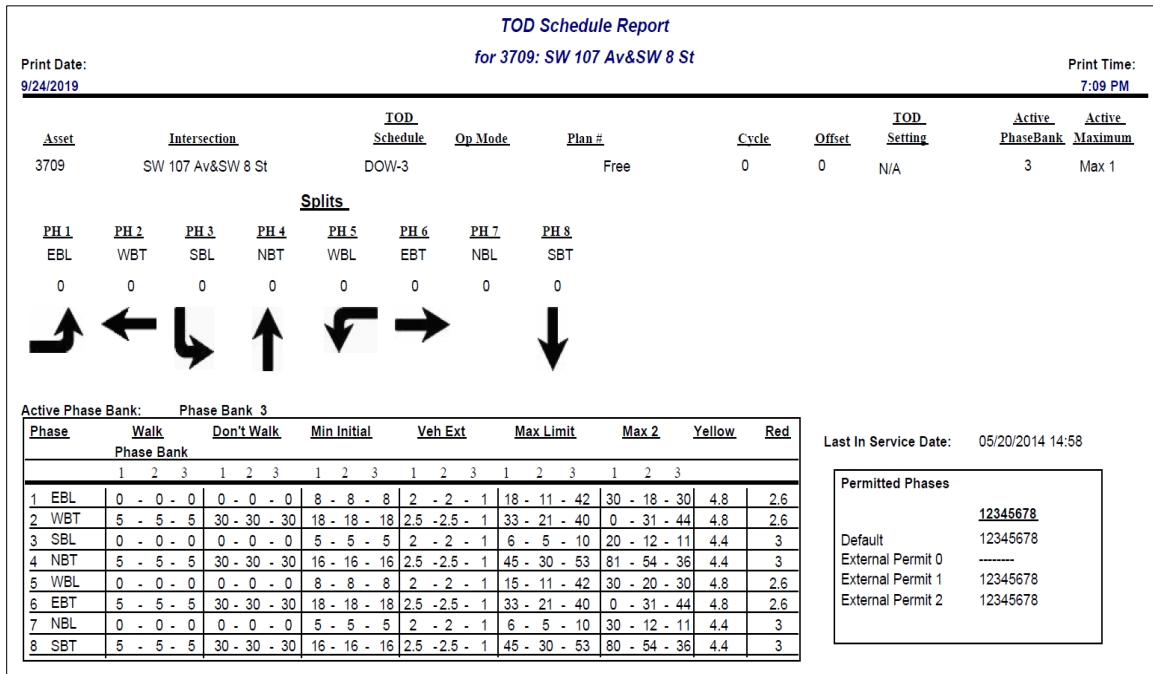 TOD Schedule Report
for 3709: SW 107 Av&SW 8 St
Print Date:
Print Time:
9/24/2019
7:09 PM
Asset Intersection TOD Schedule Op Mode Plan # Cycle Offset TOD Setting Active PhaseBank Active Maximum
3709 SW 107 Av&SW 8 St DOW-3 Free 0 0 N/A 3 Max 1
Splits
PH 1 PH 2 PH 3 PH 4 PH 5 PH 6 PH 7 PH 8
EBL WBT SBL NBT WBL EBT NBL SBT
0 0 0 0 0 0 0 0
Active Phase Bank: Phase Bank 3
Phase Walk Don't Walk Min Initial Veh Ext Max Limit Max 2 Yellow Red
Phase Bank
1 2 3 1 2 3 1 2 3 1 2 3 1 2 3 1 2 3
1 EBL 0 - 0 - 0 0 - 0 - 0 8 - 8 - 8 2 - 2 - 1 18 - 11 - 42 30 - 18 - 30 4.8 2.6
2 WBT 5 - 5 - 5 30 - 30 - 30 18 - 18 - 18 2.5 - 2.5 - 1 33 - 21 - 40 0 - 31 - 44 4.8 2.6
3 SBL 0 - 0 - 0 0 - 0 - 0 5 - 5 - 5 2 - 2 - 1 6 - 5 - 10 20 - 12 - 11 4.4 3
4 NBT 5 - 5 - 5 30 - 30 - 30 16 - 16 - 16 2.5 - 2.5 - 1 45 - 30 - 53 81 - 54 - 36 4.4 3
5 WBL 0 - 0 - 0 0 - 0 - 0 8 - 8 - 8 2 - 2 - 1 15 - 11 - 42 30 - 20 - 30 4.8 2.6
6 EBT 5 - 5 - 5 30 - 30 - 30 18 - 18 - 18 2.5 - 2.5 - 1 33 - 21 - 40 0 - 31 - 44 4.8 2.6
7 NBL 0 - 0 - 0 0 - 0 - 0 5 - 5 - 5 2 - 2 - 1 6 - 5 - 10 30 - 12 - 11 4.4 3
8 SBT 5 - 5 - 5 30 - 30 - 30 16 - 16 - 16 2.5 - 2.5 - 1 45 - 30 - 53 80 - 54 - 36 4.4 3
Last In Service Date: 05/20/2014 14:58
Permitted Phases
12345678
Default 12345678
External Permit 0 --------
External Permit 1 12345678
External Permit 2 12345678